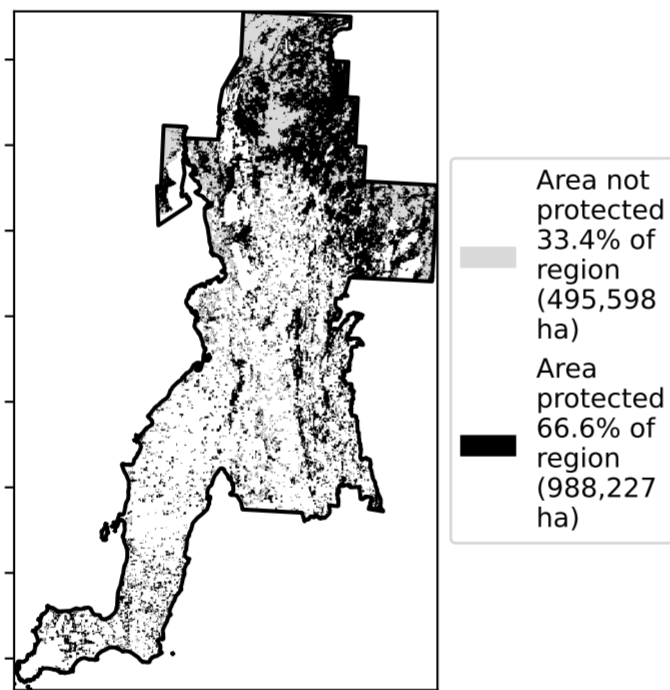 Area not
protected
33.4% of
region
(495,598
ha)
Area
protected
66.6% of
region
(988,227
ha)